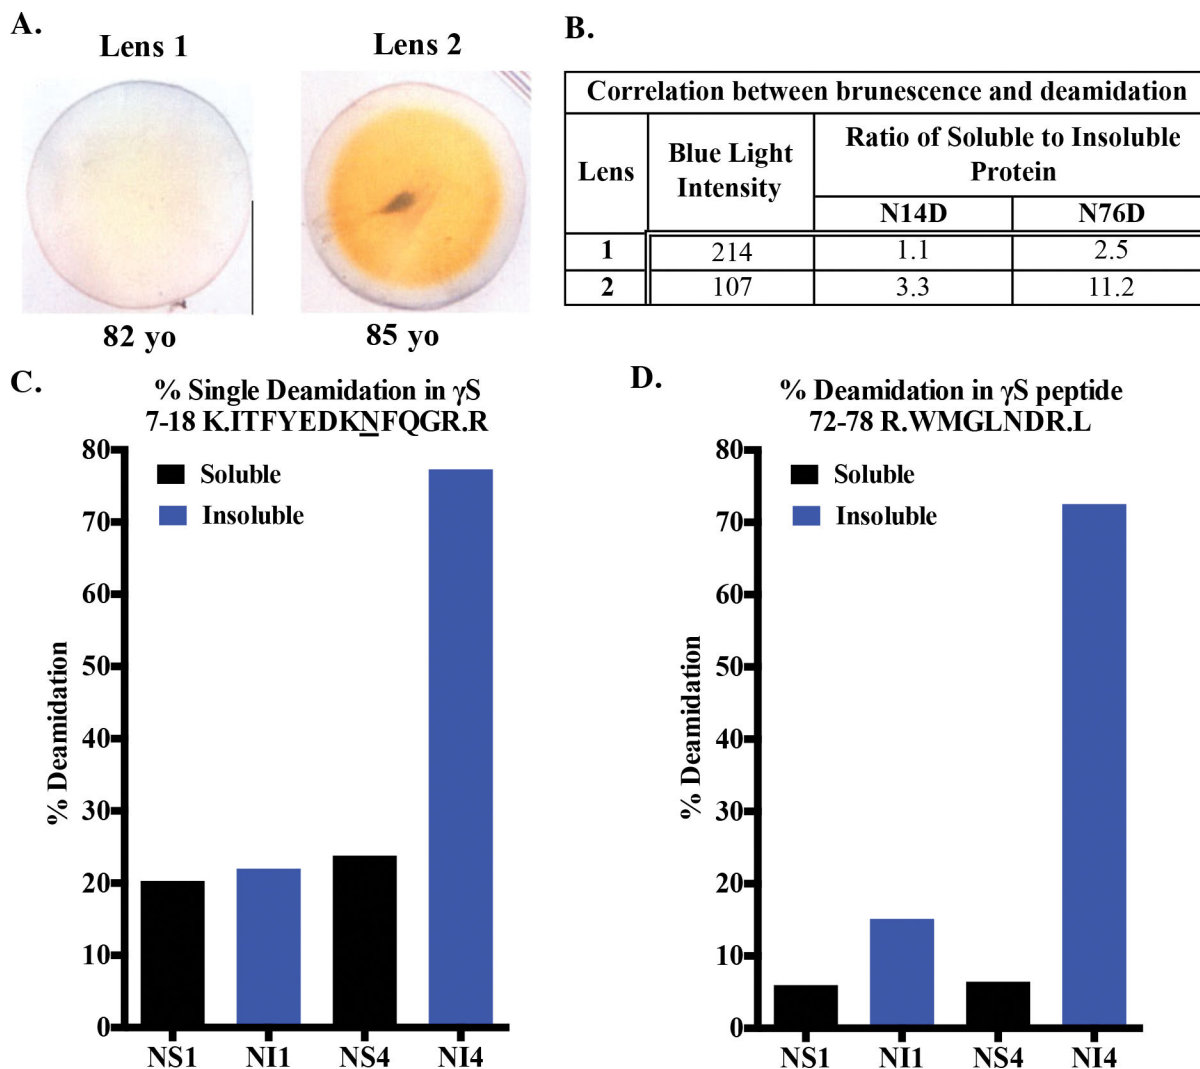 A.
Lens 1
Lens 2
82 yo
85 yo
B.
Correlation between brunescence and deamidation
Lens
Blue Light
Intensity
Ratio of Soluble to Insoluble
Protein
N14D
N76D
1 214 1.1 2.5
2 107 3.3 11.2
C.
% Single Deamidation in γS
7-18 K.ITFYEDKNFQGR.R
Soluble
Insoluble
% Deamidation
80
70
60
50
40
30
20
10
0
NS1 NI1 NS4 NI4
D.
% Deamidation in γS peptide
72-78 R.WMGLNDR.L
Soluble
Insoluble
% Deamidation
80
70
60
50
40
30
20
10
0
NS1 NI1 NS4 NI4